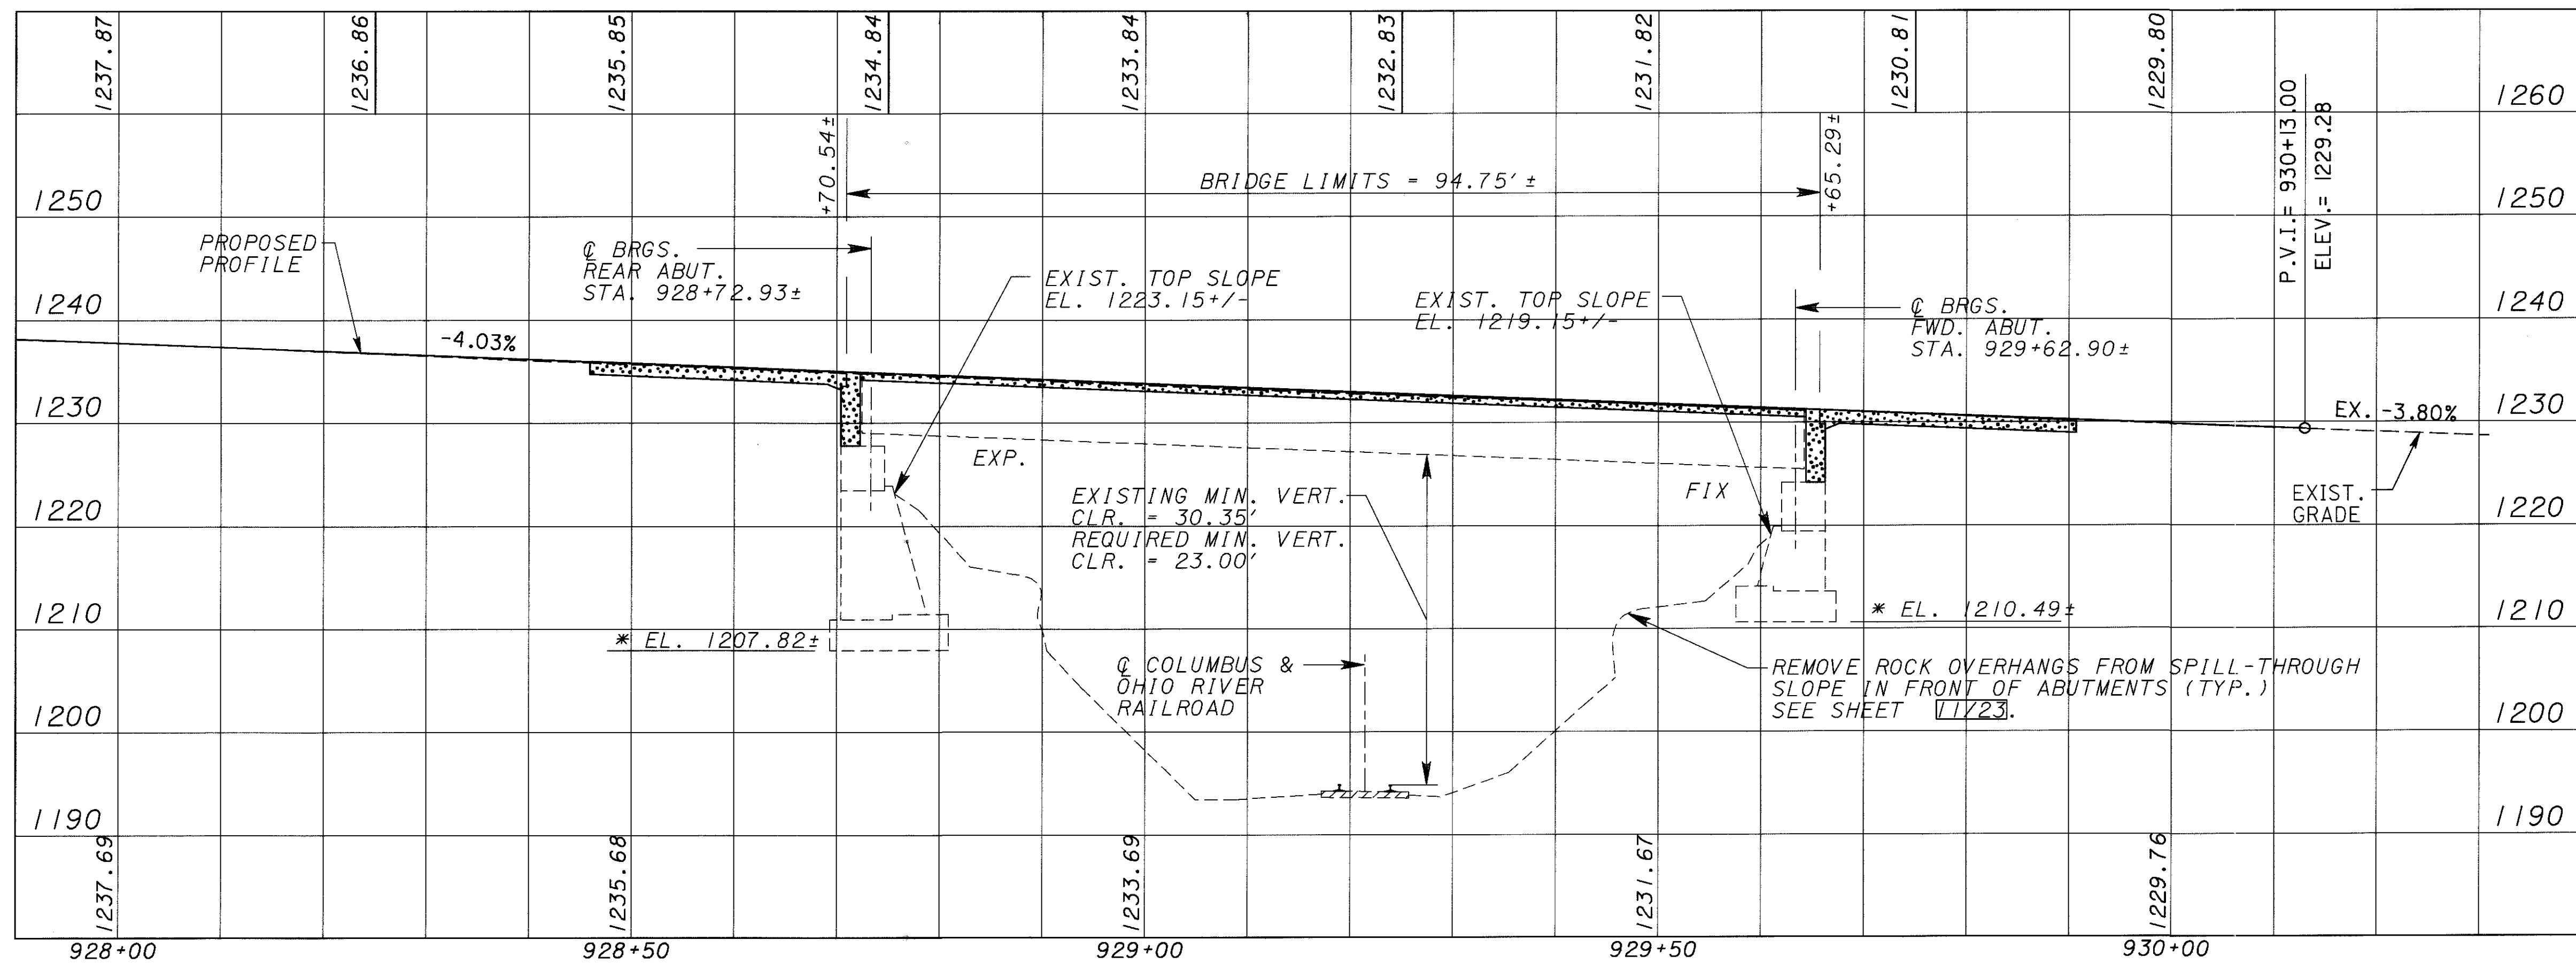 1237.87
1236.86
1235.85
1234.84
1233.84
1232.83
1231.82
1230.81
1229.80
1260
+70.54±
BRIDGE LIMITS = 94.75' ±
+65.29±
P.V.I.= 930+13.00
ELEV.= 1229.28
1250
1250
PROPOSED
PROFILE
℄ BRGS.
REAR ABUT.
STA. 928+72.93±
EXIST. TOP SLOPE
EL. 1223.15+/-
EXIST. TOP SLOPE
EL. 1219.15+/-
℄ BRGS.
FWD. ABUT.
STA. 929+62.90±
1240
1240
-4.03%
1230
EX. -3.80%
1230
EXP.
FIX
EXISTING MIN. VERT.
CLR. = 30.35'
REQUIRED MIN. VERT.
CLR. = 23.00'
EXIST.
GRADE
1220
1220
1210
* EL. 1210.49±
1210
* EL. 1207.82±
℄ COLUMBUS &
OHIO RIVER
RAILROAD
REMOVE ROCK OVERHANGS FROM SPILL-THROUGH
SLOPE IN FRONT OF ABUTMENTS (TYP.)
SEE SHEET 11/23.
1200
1200
1190
1190
1237.69
1235.68
1233.69
1231.67
1229.76
928+00
928+50
929+00
929+50
930+00